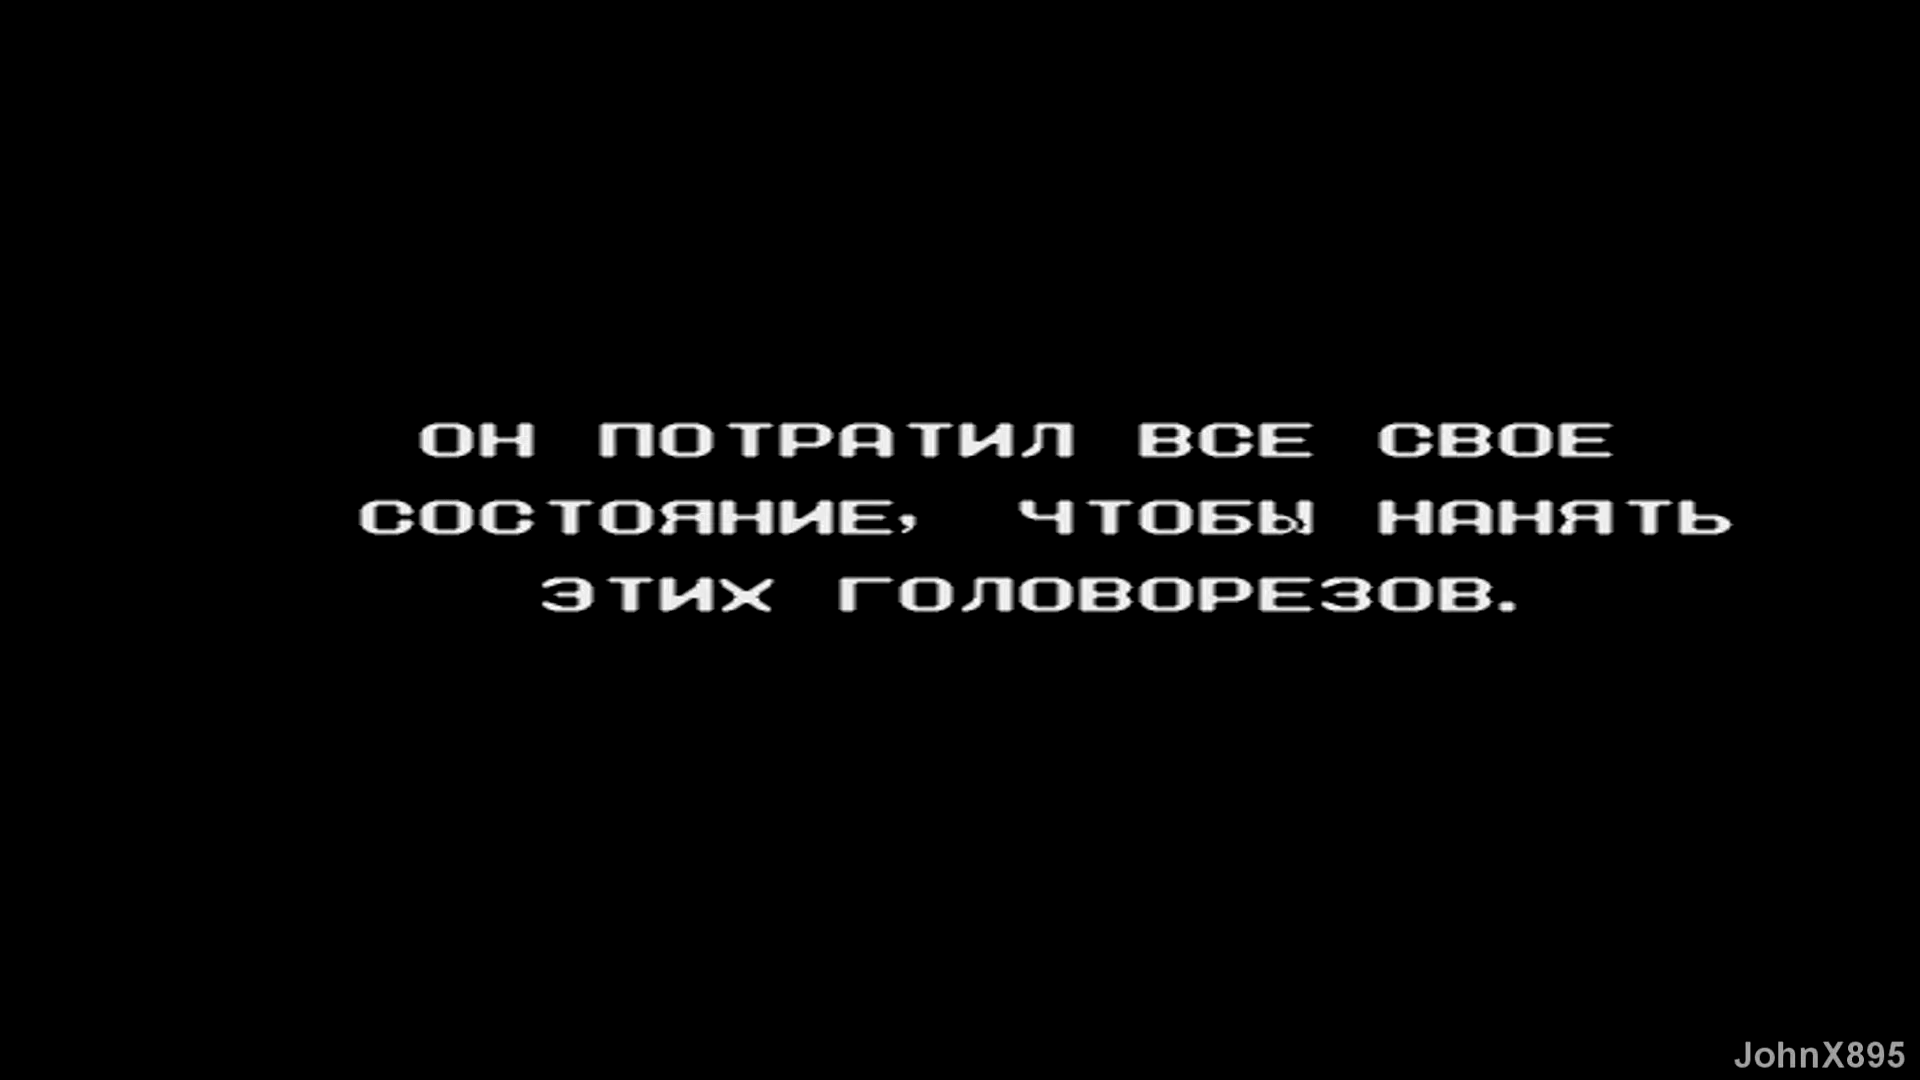 ОН ПОТРАТИЛ ВСЕ СВОЕ
СОСТОЯНИЕ, ЧТОБЫ НАНЯТЬ
ЭТИХ ГОЛОВОРЕЗОВ.
JohnX895